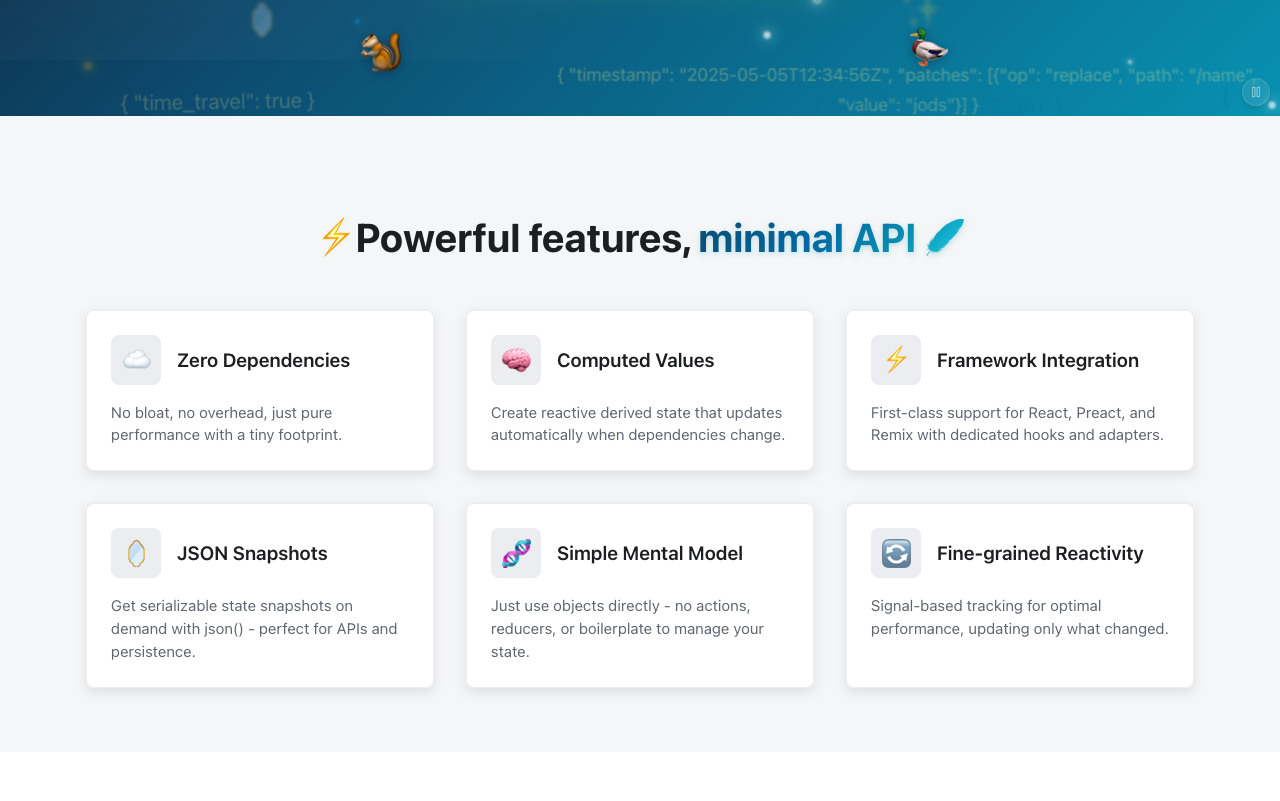 { "timestamp": "2025-05-05T12:34:56Z", "patches": [{"op": "replace", "path": "/name"
{ "time_travel": true }
"value": "jods"}] }
⚡Powerful features, minimal API
Zero Dependencies
No bloat, no overhead, just pure
performance with a tiny footprint.
Computed Values
Create reactive derived state that updates
automatically when dependencies change.
Framework Integration
First-class support for React, Preact, and
Remix with dedicated hooks and adapters.
JSON Snapshots
Get serializable state snapshots on
demand with json() - perfect for APIs and
persistence.
Simple Mental Model
Just use objects directly - no actions,
reducers, or boilerplate to manage your
state.
Fine-grained Reactivity
Signal-based tracking for optimal
performance, updating only what changed.